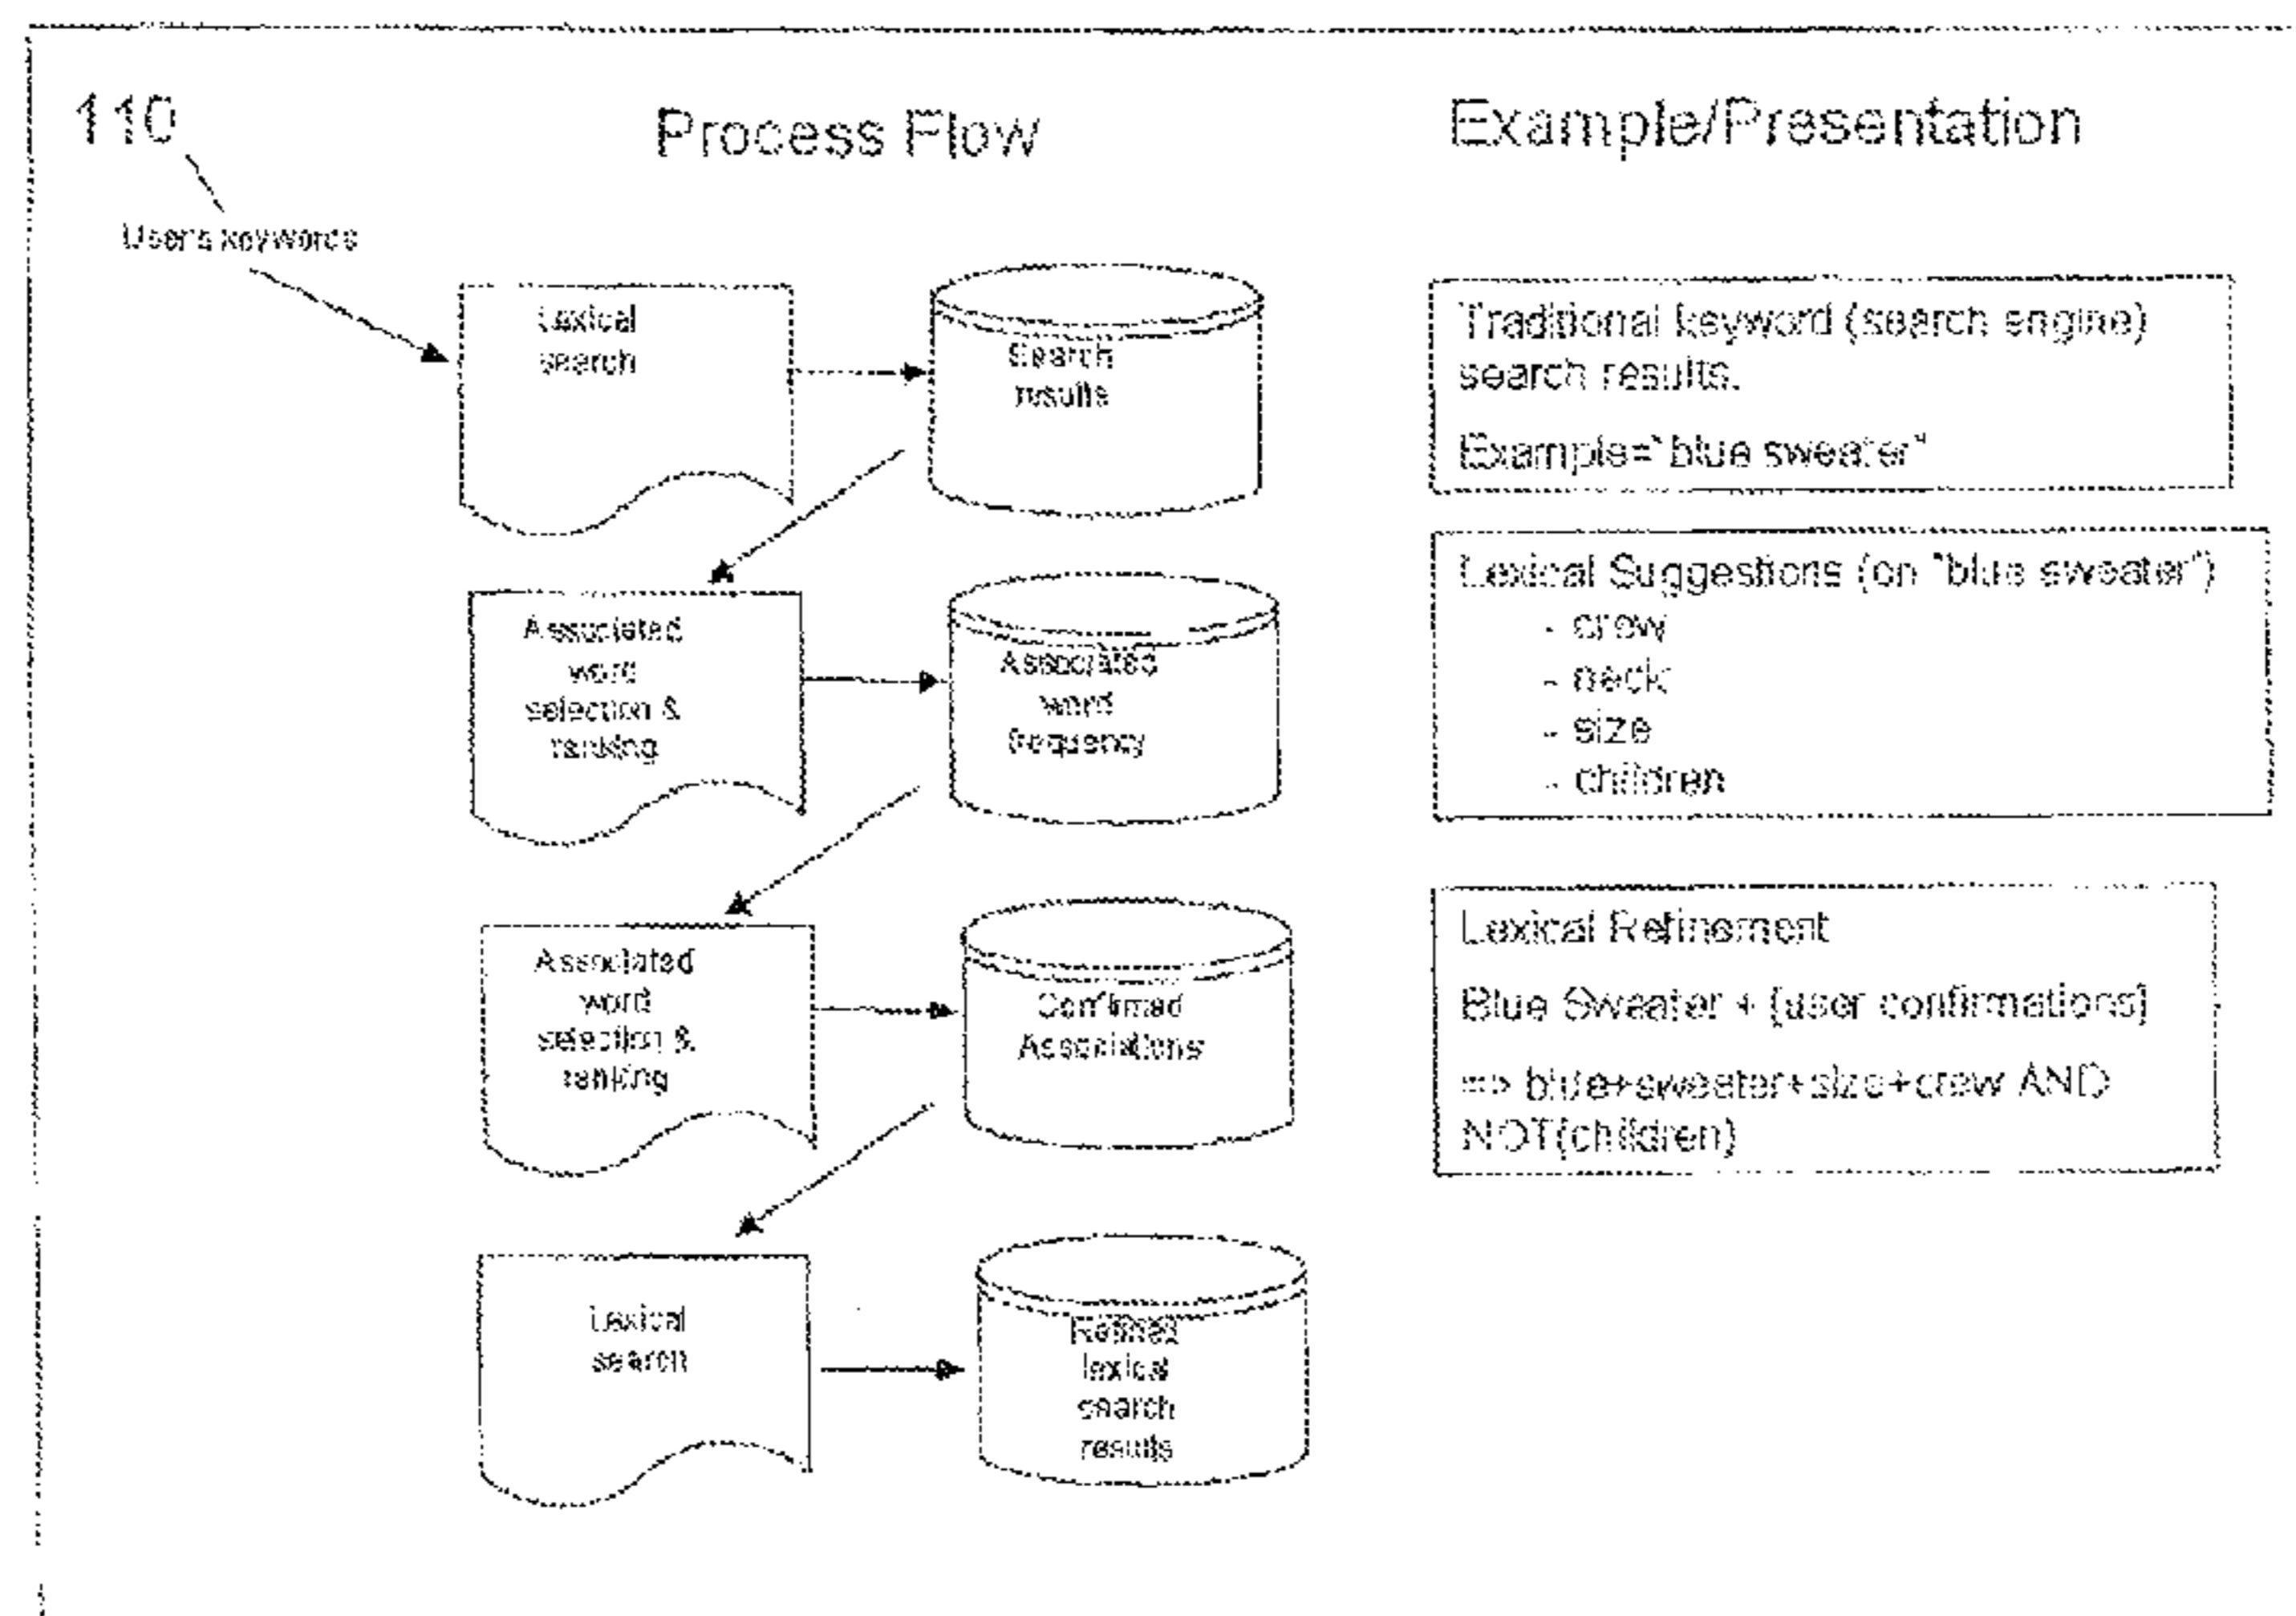 110
Process Flow
Example/Presentation
User's keywords
Lexical
search
Search
results
Traditional keyword (search engine)
search results.
Example="blue sweater"
Associated
word
selection &
ranking
Associated
word
frequency
Lexical Suggestions (on "blue sweater")
- crew
- neck
- size
- children
Associated
word
selection &
ranking
Confirmed
Associations
Lexical Refinement
Blue Sweater + [user confirmations]
=> blue+sweater+size+crew AND
NOT(children)
Lexical
search
Refined
lexical
search
results